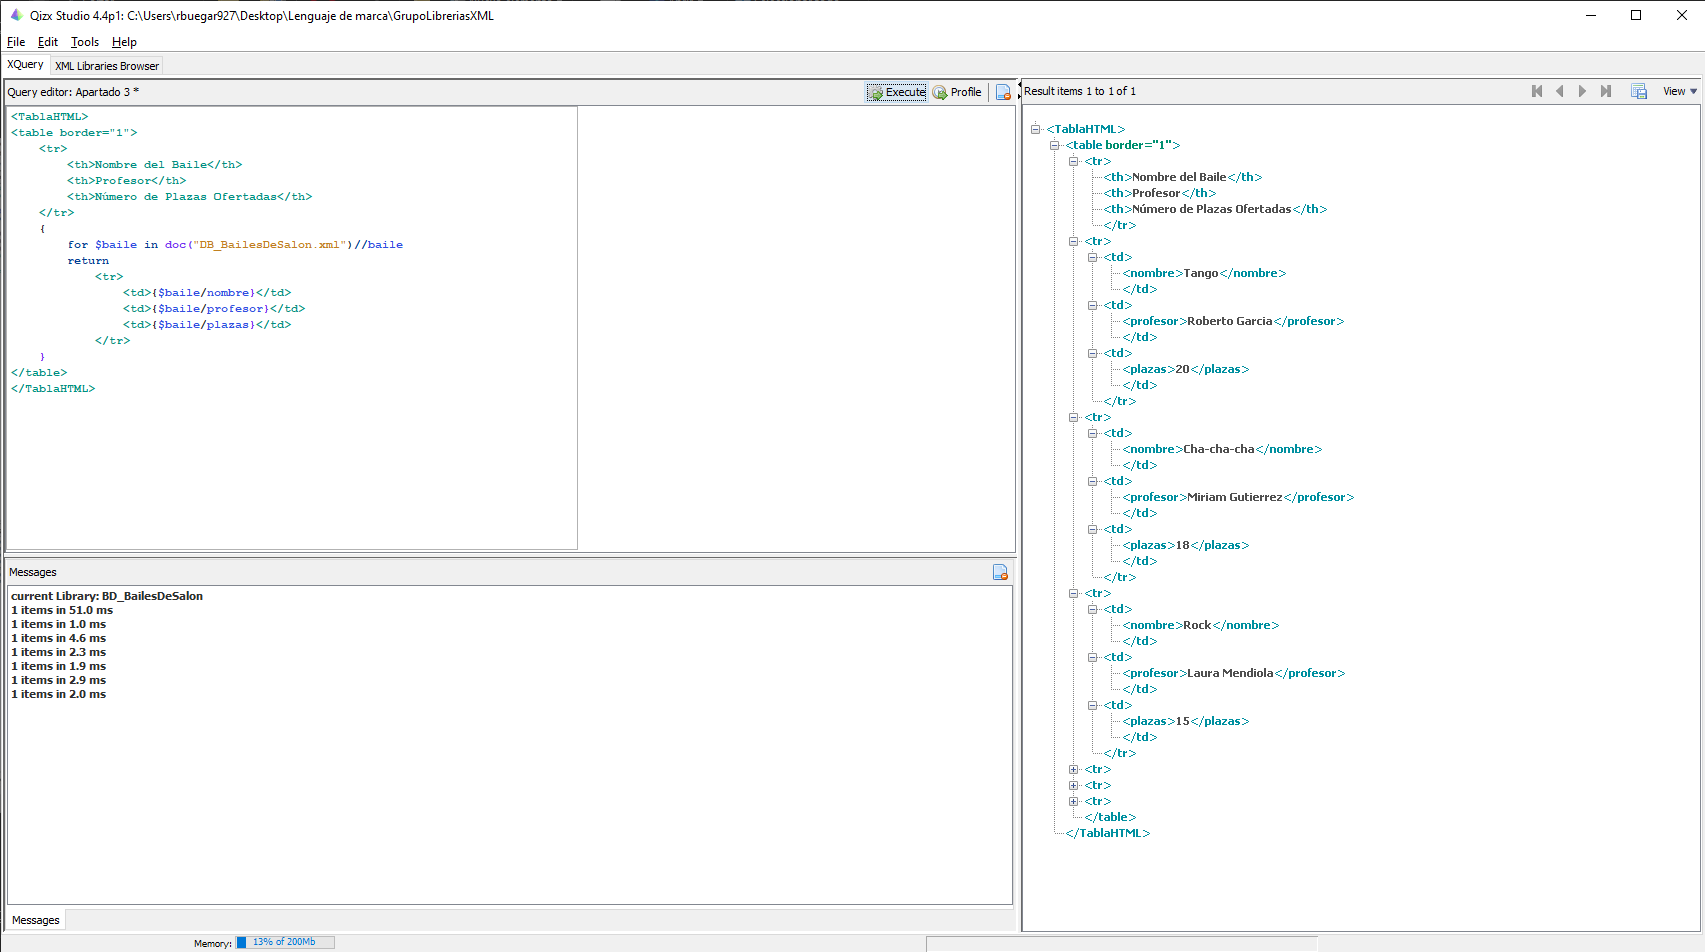 Qizx Studio 4.4p1: C:\Users\rbuegar927\Desktop\Lenguaje de marca\GrupoLibreriasXML
File Edit Tools Help
XQuery XML Libraries Browser
Query editor: Apartado 3 *
Execute Profile
<TablaHTML>
<table border="1">
<tr>
<th>Nombre del Baile</th>
<th>Profesor</th>
<th>Número de Plazas Ofertadas</th>
</tr>
{
for $baile in doc("DB_BailesDeSalon.xml")//baile
return
<tr>
<td>{$baile/nombre}</td>
<td>{$baile/profesor}</td>
<td>{$baile/plazas}</td>
</tr>
}
</table>
</TablaHTML>
Messages
current Library: BD_BailesDeSalon
1 items in 51.0 ms
1 items in 1.0 ms
1 items in 4.6 ms
1 items in 2.3 ms
1 items in 1.9 ms
1 items in 2.9 ms
1 items in 2.0 ms
Messages
Memory: 13% of 200Mb
Result items 1 to 1 of 1
View
<TablaHTML>
<table border="1">
<tr>
<th>Nombre del Baile</th>
<th>Profesor</th>
<th>Número de Plazas Ofertadas</th>
</tr>
<tr>
<td>
<nombre>Tango</nombre>
</td>
<td>
<profesor>Roberto Garcia</profesor>
</td>
<td>
<plazas>20</plazas>
</td>
</tr>
<tr>
<td>
<nombre>Cha-cha-cha</nombre>
</td>
<td>
<profesor>Miriam Gutierrez</profesor>
</td>
<td>
<plazas>18</plazas>
</td>
</tr>
<tr>
<td>
<nombre>Rock</nombre>
</td>
<td>
<profesor>Laura Mendiola</profesor>
</td>
<td>
<plazas>15</plazas>
</td>
</tr>
<tr>
<tr>
<tr>
</table>
</TablaHTML>